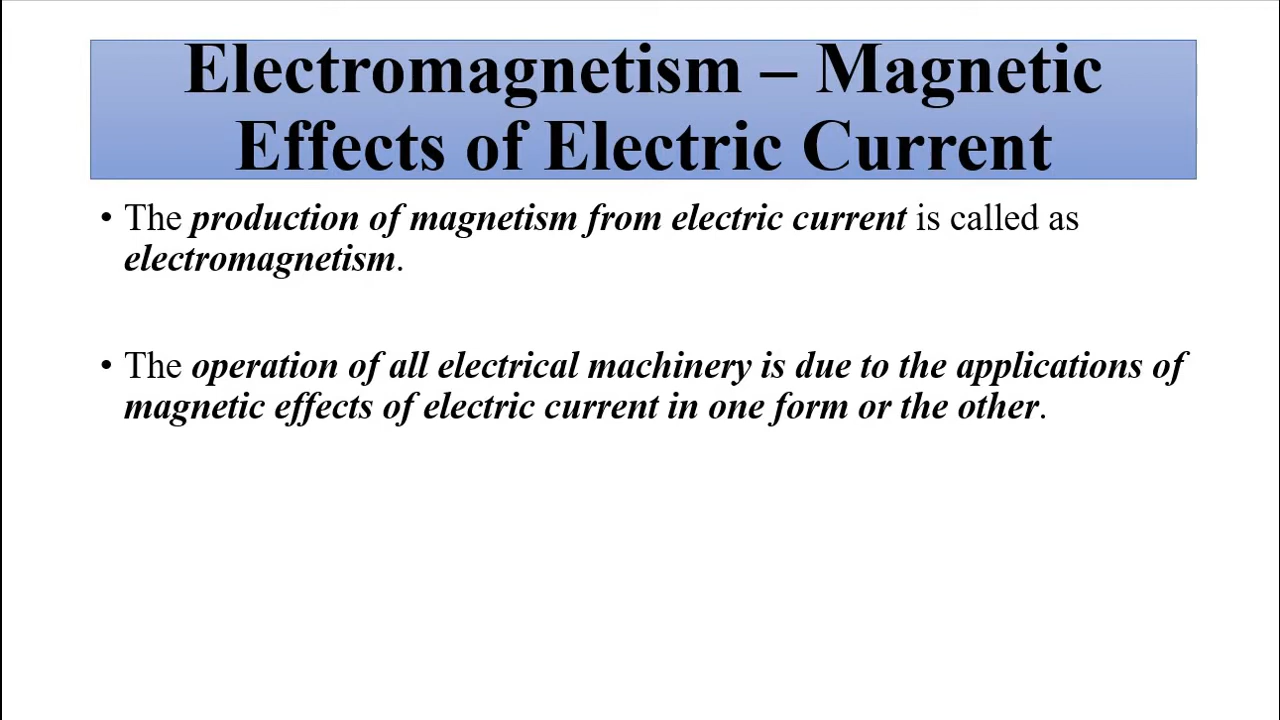 Electromagnetism – Magnetic
Effects of Electric Current
• The production of magnetism from electric current is called as
electromagnetism.
• The operation of all electrical machinery is due to the applications of
magnetic effects of electric current in one form or the other.